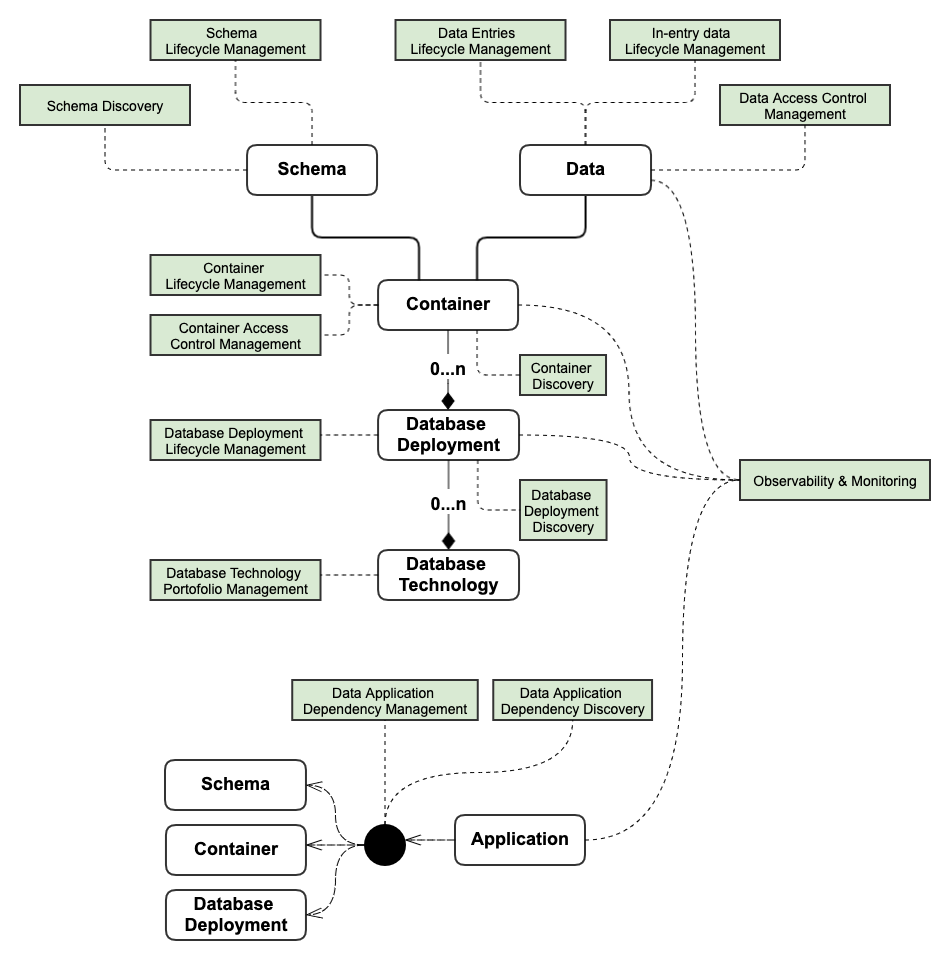 Schema
Lifecycle Management
Data Entries
Lifecycle Management
In-entry data
Lifecycle Management
Schema Discovery
Data Access Control
Management
Schema
Data
Container
Lifecycle Management
Container
Container Access
Control Management
0...n
Container
Discovery
Database
Deployment
Database Deployment
Lifecycle Management
Observability & Monitoring
0...n
Database
Deployment
Discovery
Database
Technology
Database Technology
Portofolio Management
Data Application
Dependency Management
Data Application
Dependency Discovery
Schema
Container
Application
Database
Deployment